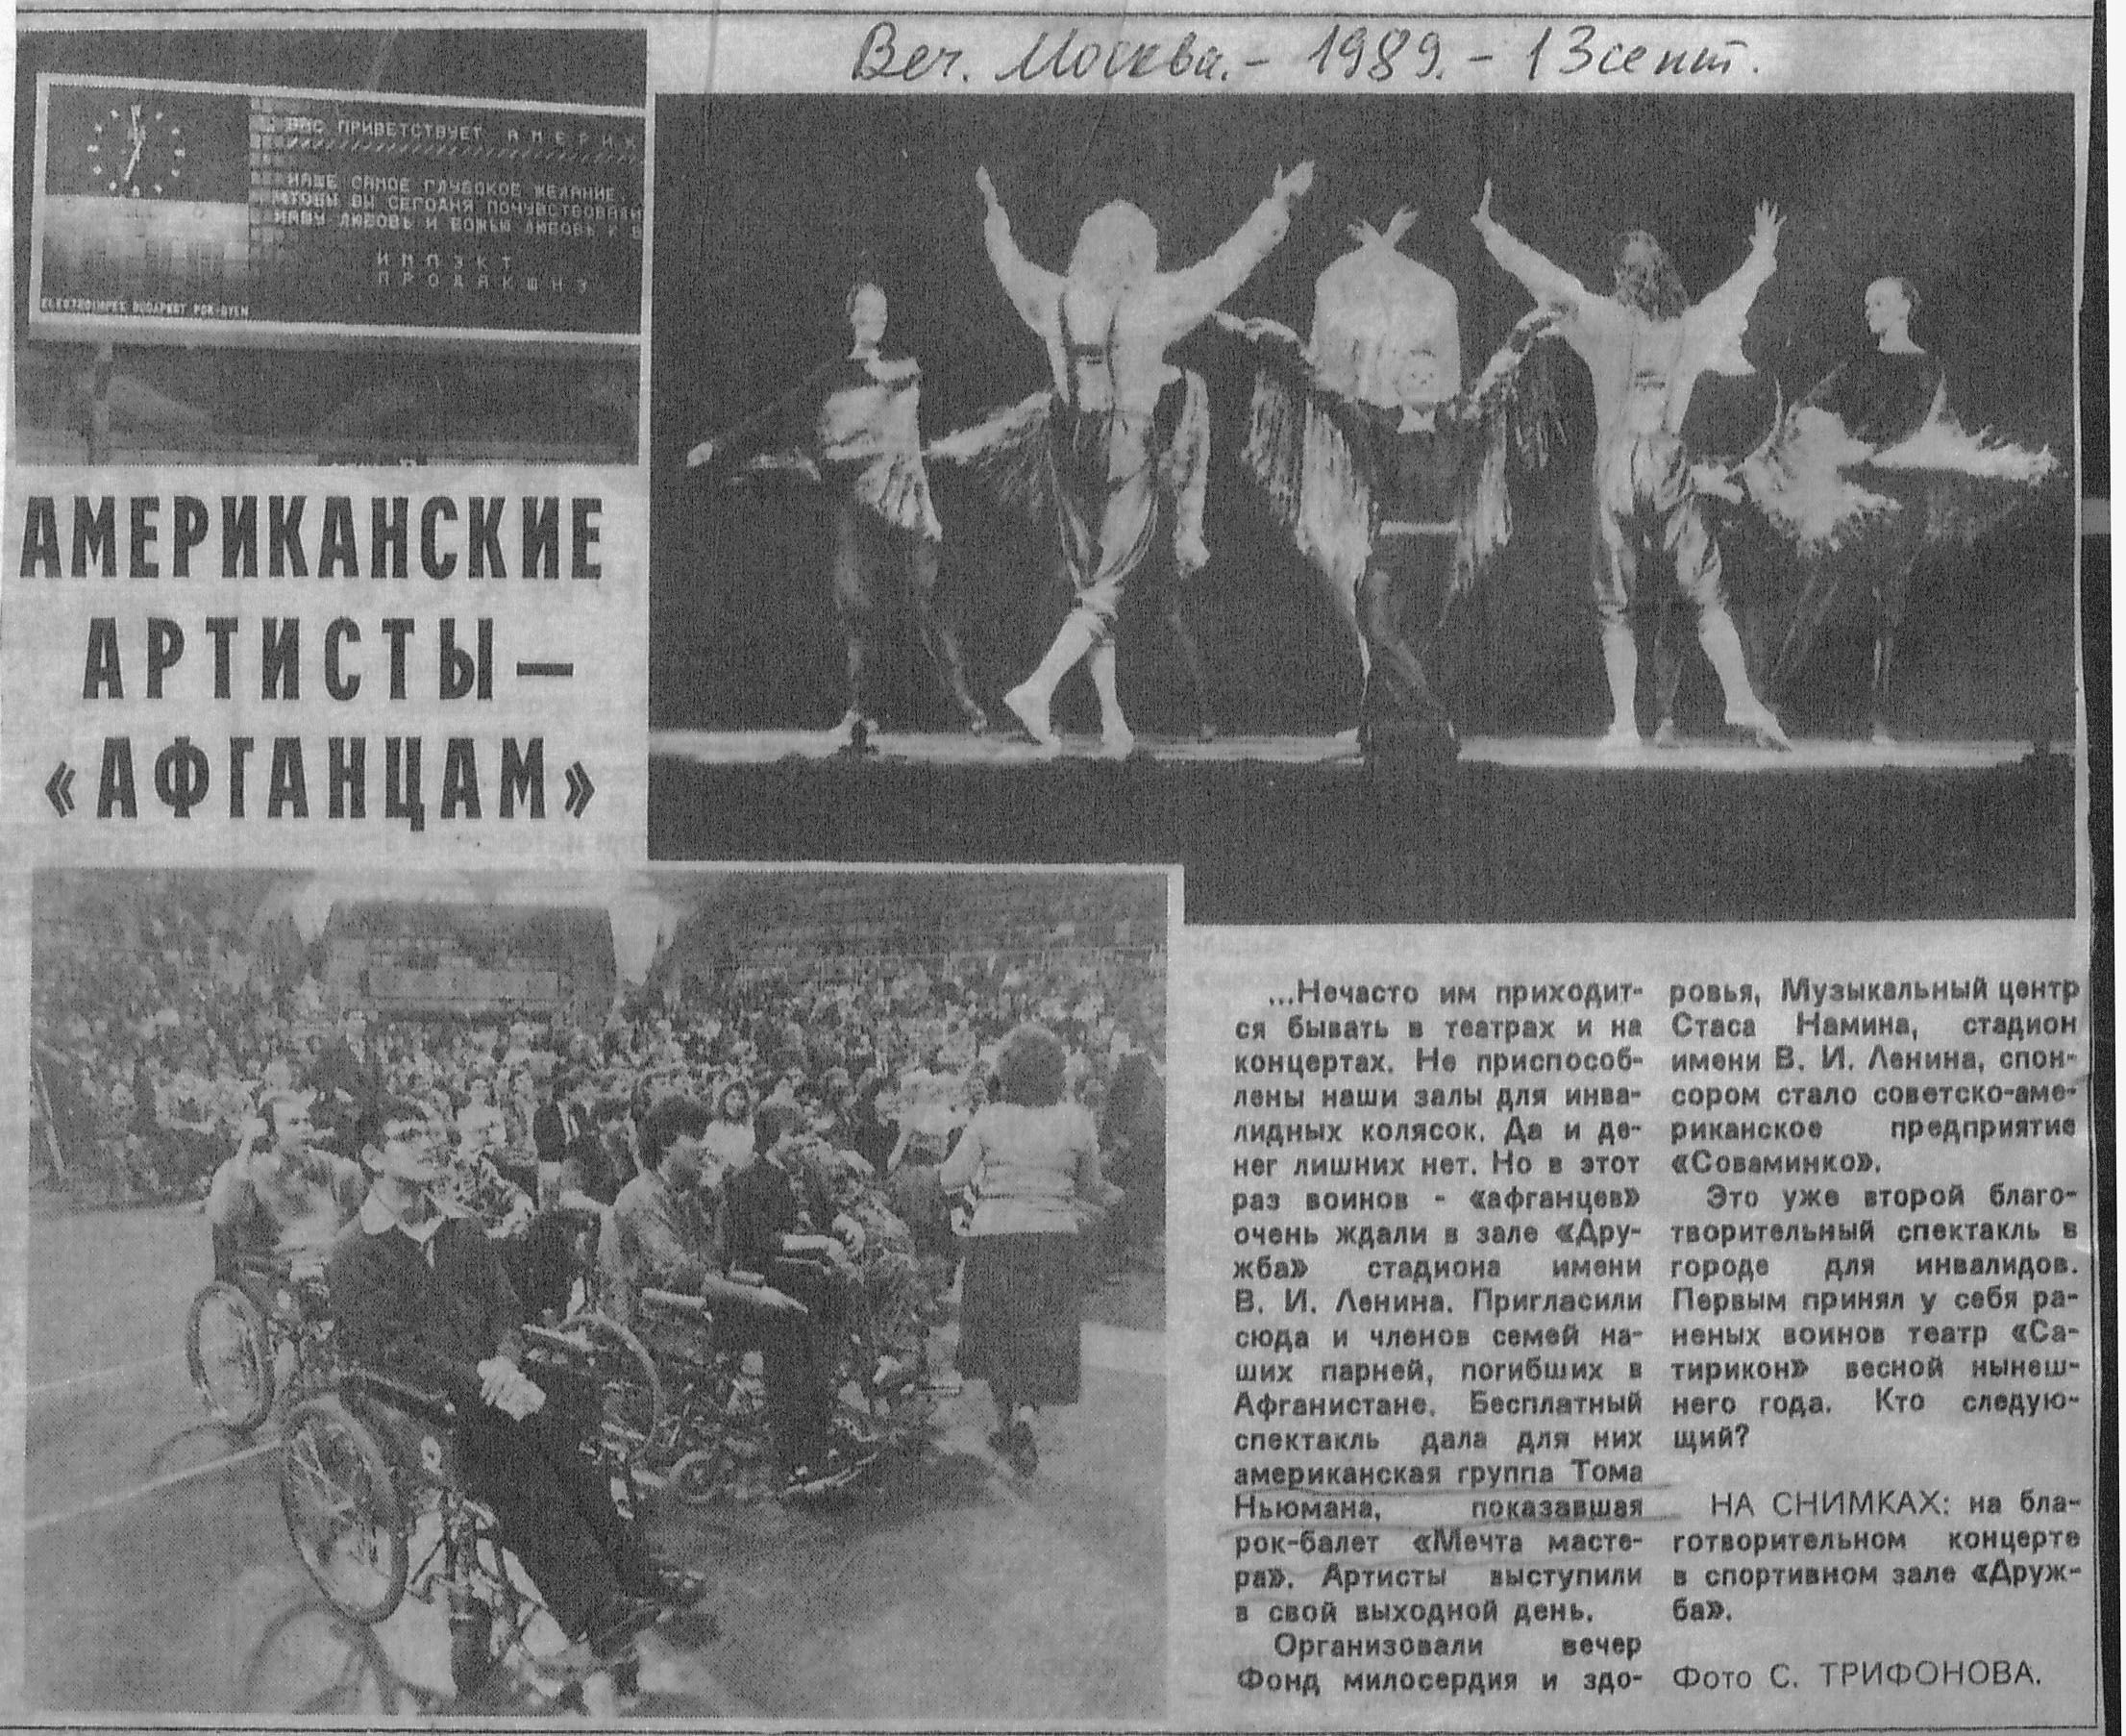 Веч. Москва. - 1989. - 13 сент.
ВАС ПРИВЕТСТВУЕТ АМЕРИК
НАШЕ САМОЕ ГЛУБОКОЕ ЖЕЛАНИЕ,
ЧТОБЫ ВЫ СЕГОДНЯ ПОЧУВСТВОВАЛИ
НАШУ ЛЮБОВЬ И БОЖЬЮ ЛЮБОВЬ К В
ИМПЭКТ
ПРОДАКШНЗ
ELEKTROIMPEX BUDAPEST
АМЕРИКАНСКИЕ
АРТИСТЫ —
«АФГАНЦАМ»
...Нечасто им приходит-
ся бывать в театрах и на
концертах. Не приспособ-
лены наши залы для инва-
лидных колясок. Да и де-
нег лишних нет. Но в этот
раз воинов - «афганцев»
очень ждали в зале «Дру-
жба» стадиона имени
В. И. Ленина. Пригласили
сюда и членов семей на-
ших парней, погибших в
Афганистане. Бесплатный
спектакль дала для них
американская группа Тома
Ньюмана, показавшая
рок-балет «Мечта масте-
ра». Артисты выступили
в свой выходной день.
Организовали вечер
Фонд милосердия и здо-
ровья, Музыкальный центр
Стаса Намина, стадион
имени В. И. Ленина, спон-
сором стало советско-аме-
риканское предприятие
«Соваминко».
Это уже второй благо-
творительный спектакль в
городе для инвалидов.
Первым принял у себя ра-
неных воинов театр «Са-
тирикон» весной нынеш-
него года. Кто следую-
щий?
НА СНИМКАХ: на бла-
готворительном концерте
в спортивном зале «Друж-
ба».
Фото С. ТРИФОНОВА.